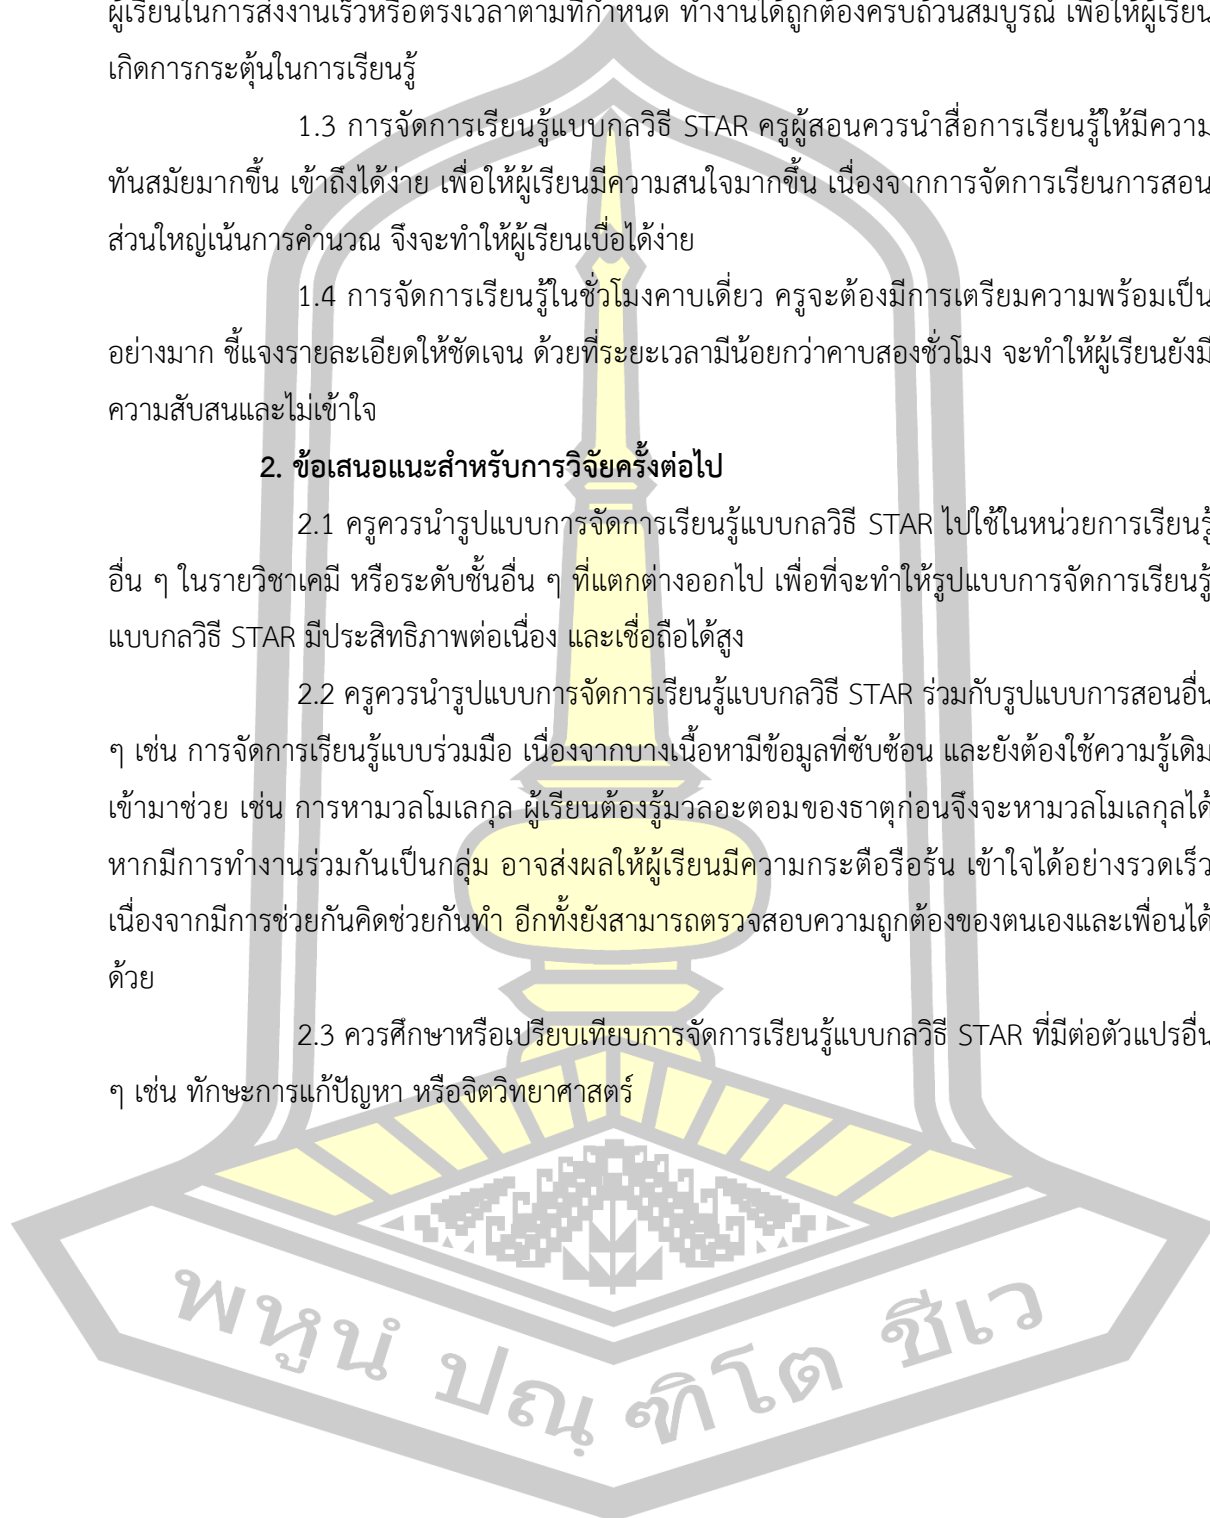 ผู้เรียนในการส่งงานเร็วหรือตรงเวลาตามที่กำหนด ทำงานได้ถูกต้องครบถ้วนสมบูรณ์ เพื่อให้ผู้เรียน
เกิดการกระตุ้นในการเรียนรู้
1.3 การจัดการเรียนรู้แบบกลวิธี STAR ครูผู้สอนควรนำสื่อการเรียนรู้ให้มีความ
ทันสมัยมากขึ้น เข้าถึงได้ง่าย เพื่อให้ผู้เรียนมีความสนใจมากขึ้น เนื่องจากการจัดการเรียนการสอน
ส่วนใหญ่เน้นการคำนวณ จึงจะทำให้ผู้เรียนเบื่อได้ง่าย
1.4 การจัดการเรียนรู้ในชั่วโมงคาบเดี่ยว ครูจะต้องมีการเตรียมความพร้อมเป็น
อย่างมาก ชี้แจงรายละเอียดให้ชัดเจน ด้วยที่ระยะเวลามีน้อยกว่าคาบสองชั่วโมง จะทำให้ผู้เรียนยังมี
ความสับสนและไม่เข้าใจ
2. ข้อเสนอแนะสำหรับการวิจัยครั้งต่อไป
2.1 ครูควรนำรูปแบบการจัดการเรียนรู้แบบกลวิธี STAR ไปใช้ในหน่วยการเรียนรู้
อื่น ๆ ในรายวิชาเคมี หรือระดับชั้นอื่น ๆ ที่แตกต่างออกไป เพื่อที่จะทำให้รูปแบบการจัดการเรียนรู้
แบบกลวิธี STAR มีประสิทธิภาพต่อเนื่อง และเชื่อถือได้สูง
2.2 ครูควรนำรูปแบบการจัดการเรียนรู้แบบกลวิธี STAR ร่วมกับรูปแบบการสอนอื่น
ๆ เช่น การจัดการเรียนรู้แบบร่วมมือ เนื่องจากบางเนื้อหามีข้อมูลที่ซับซ้อน และยังต้องใช้ความรู้เดิม
เข้ามาช่วย เช่น การหามวลโมเลกุล ผู้เรียนต้องรู้มวลอะตอมของธาตุก่อนจึงจะหามวลโมเลกุลได้
หากมีการทำงานร่วมกันเป็นกลุ่ม อาจส่งผลให้ผู้เรียนมีความกระตือรือร้น เข้าใจได้อย่างรวดเร็ว
เนื่องจากมีการช่วยกันคิดช่วยกันทำ อีกทั้งยังสามารถตรวจสอบความถูกต้องของตนเองและเพื่อนได้
ด้วย
2.3 ควรศึกษาหรือเปรียบเทียบการจัดการเรียนรู้แบบกลวิธี STAR ที่มีต่อตัวแปรอื่น
ๆ เช่น ทักษะการแก้ปัญหา หรือจิตวิทยาศาสตร์
พหูนํ ปณฺฑิโต ชีเว